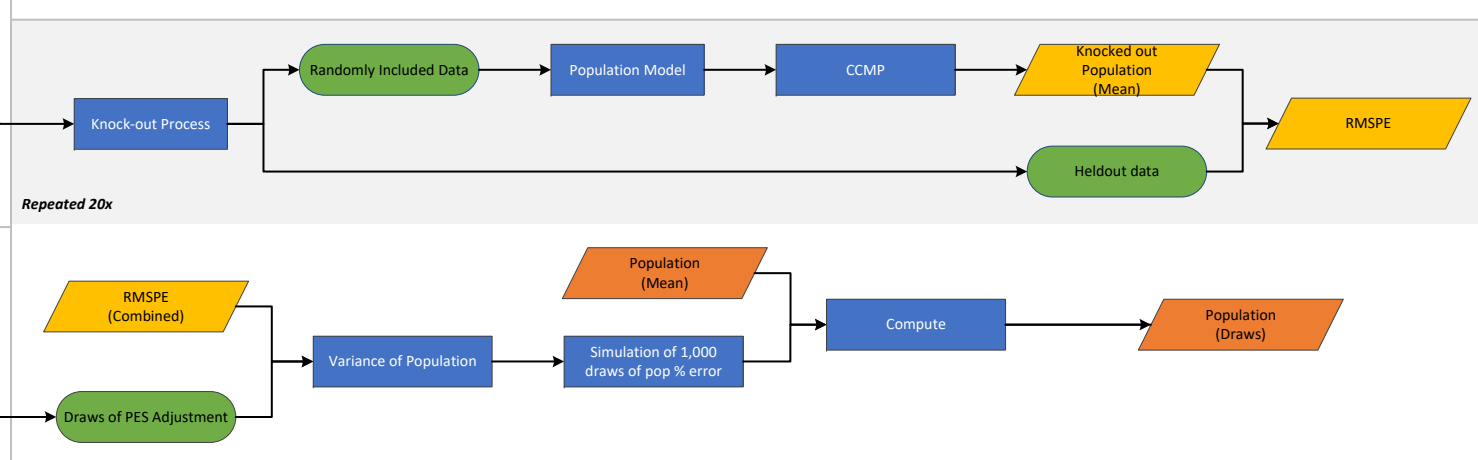 Randomly Included Data
Population Model
CCMP
Knocked out
Population
(Mean)
Knock-out Process
RMSPE
Heldout data
Repeated 20x
Population
(Mean)
RMSPE
(Combined)
Compute
Population
(Draws)
Variance of Population
Simulation of 1,000
draws of pop % error
Draws of PES Adjustment